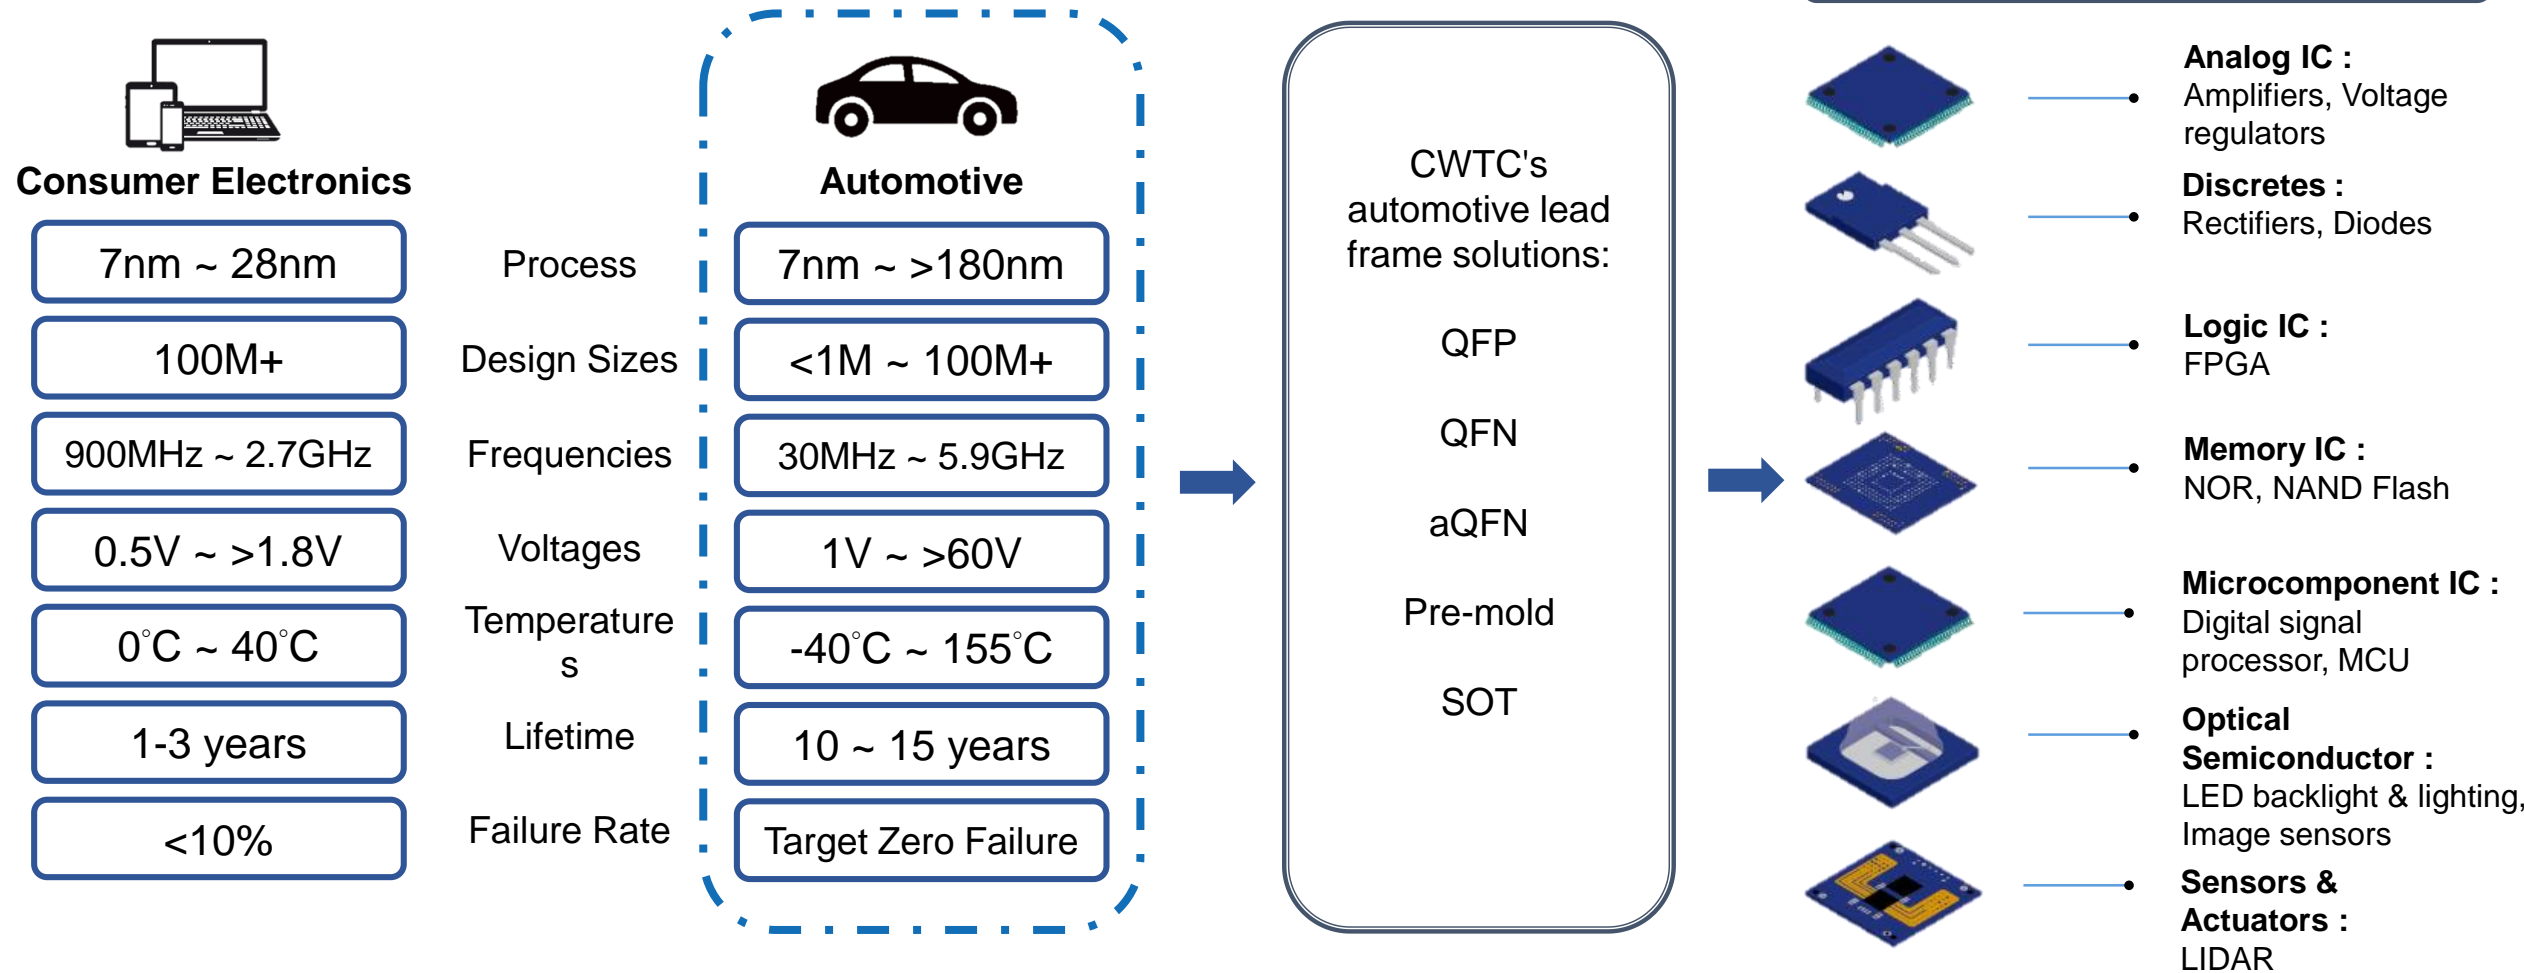 Consumer Electronics
Automotive
7nm ~ 28nm
Process
7nm ~ >180nm
100M+
Design Sizes
<1M ~ 100M+
900MHz ~ 2.7GHz
Frequencies
30MHz ~ 5.9GHz
0.5V ~ >1.8V
Voltages
1V ~ >60V
0°C ~ 40°C
Temperature
s
-40°C ~ 155°C
1-3 years
Lifetime
10 ~ 15 years
<10%
Failure Rate
Target Zero Failure
CWTC's
automotive lead
frame solutions:
QFP
QFN
aQFN
Pre-mold
SOT
Analog IC :
Amplifiers, Voltage
regulators
Discretes :
Rectifiers, Diodes
Logic IC :
FPGA
Memory IC :
NOR, NAND Flash
Microcomponent IC :
Digital signal
processor, MCU
Optical
Semiconductor :
LED backlight & lighting,
Image sensors
Sensors &
Actuators :
LIDAR